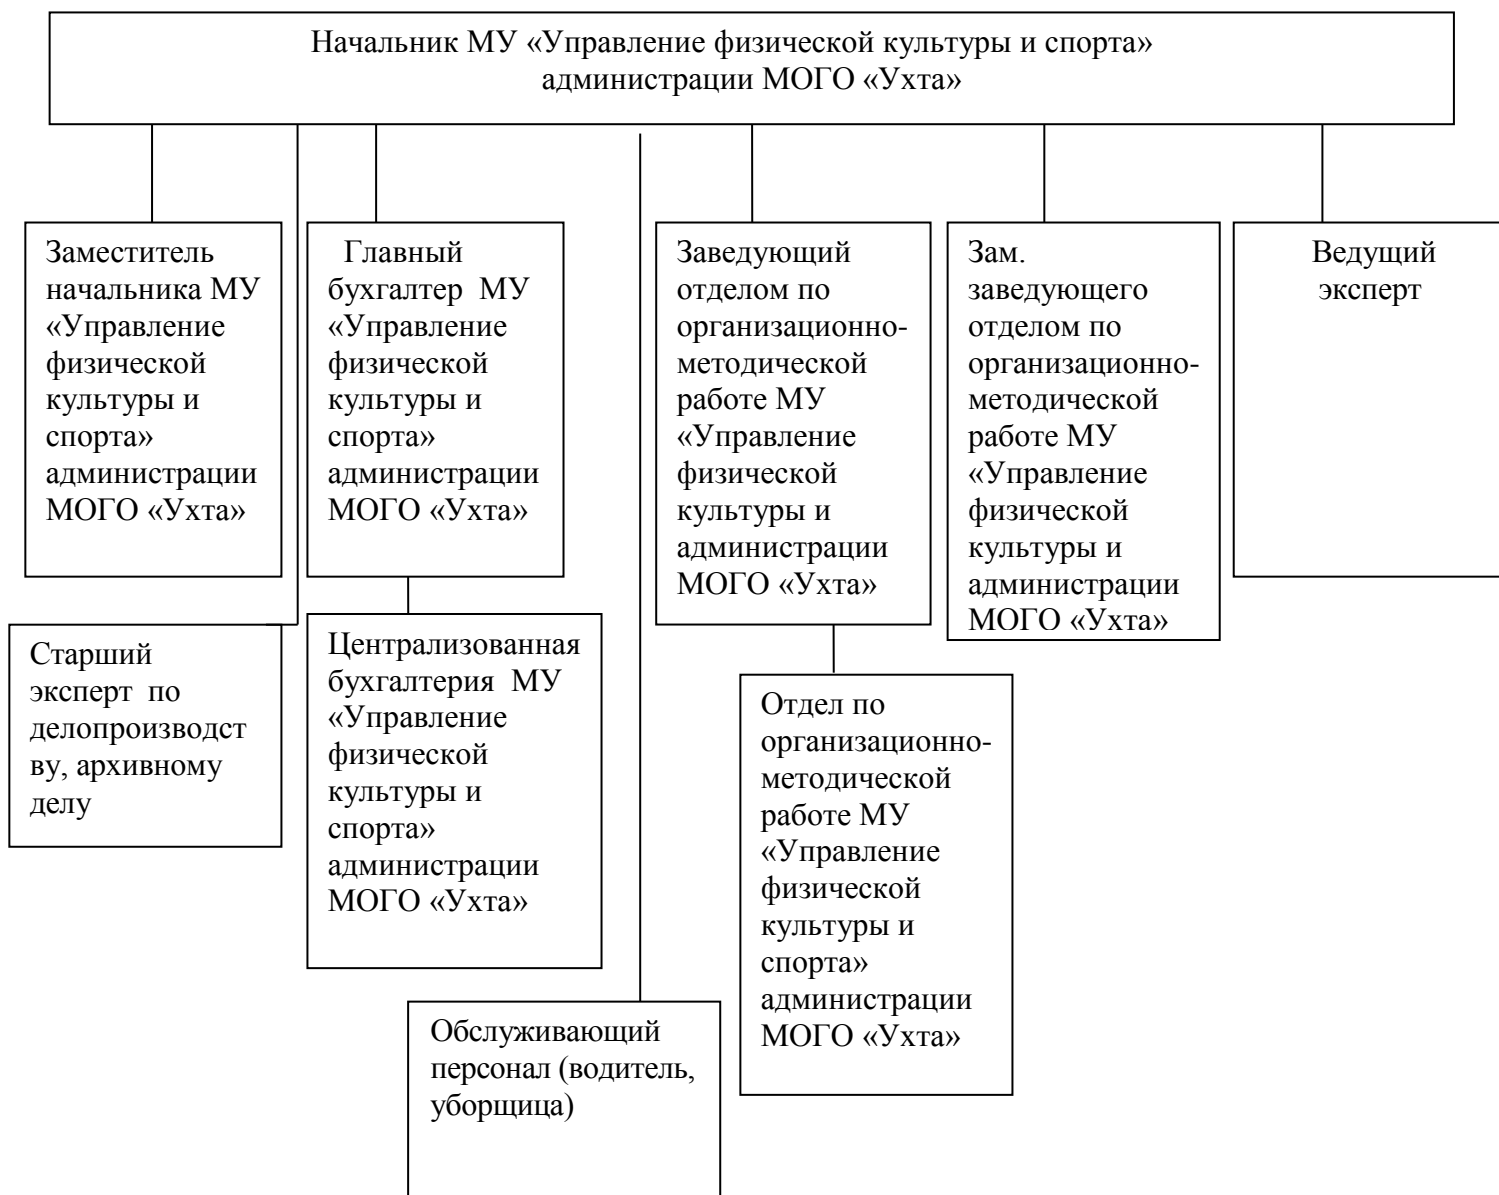 Начальник МУ «Управление физической культуры и спорта»
администрации МОГО «Ухта»
Заместитель
начальника МУ
«Управление
физической
культуры и
спорта»
администрации
МОГО «Ухта»
Главный
бухгалтер МУ
«Управление
физической
культуры и
спорта»
администрации
МОГО «Ухта»
Заведующий
отделом по
организационно-
методической
работе МУ
«Управление
физической
культуры и
администрации
МОГО «Ухта»
Зам.
заведующего
отделом по
организационно-
методической
работе МУ
«Управление
физической
культуры и
администрации
МОГО «Ухта»
Ведущий
эксперт
Старший
эксперт по
делопроизводст
ву, архивному
делу
Централизованная
бухгалтерия МУ
«Управление
физической
культуры и
спорта»
администрации
МОГО «Ухта»
Отдел по
организационно-
методической
работе МУ
«Управление
физической
культуры и
спорта»
администрации
МОГО «Ухта»
Обслуживающий
персонал (водитель,
уборщица)